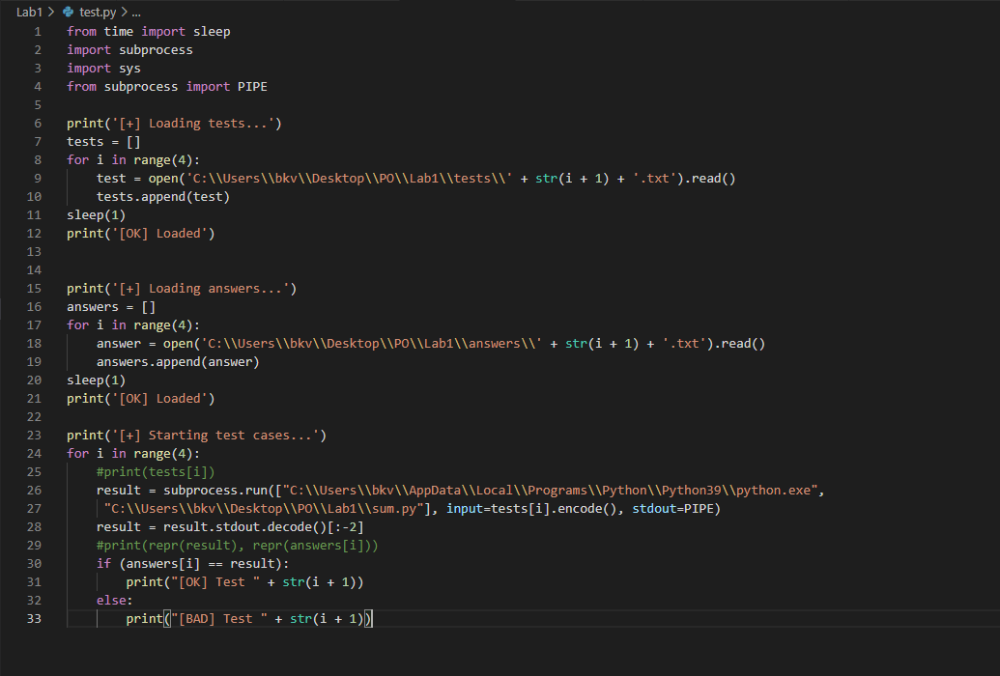 Lab1 > test.py > ...
1 from time import sleep
2 import subprocess
3 import sys
4 from subprocess import PIPE
5
6 print('[+] Loading tests...')
7 tests = []
8 for i in range(4):
9     test = open('C:\\Users\\bkv\\Desktop\\PO\\Lab1\\tests\\' + str(i + 1) + '.txt').read()
10     tests.append(test)
11 sleep(1)
12 print('[OK] Loaded')
13
14
15 print('[+] Loading answers...')
16 answers = []
17 for i in range(4):
18     answer = open('C:\\Users\\bkv\\Desktop\\PO\\Lab1\\answers\\' + str(i + 1) + '.txt').read()
19     answers.append(answer)
20 sleep(1)
21 print('[OK] Loaded')
22
23 print('[+] Starting test cases...')
24 for i in range(4):
25     #print(tests[i])
26     result = subprocess.run(["C:\\Users\\bkv\\AppData\\Local\\Programs\\Python\\Python39\\python.exe",
27      "C:\\Users\\bkv\\Desktop\\PO\\Lab1\\sum.py"], input=tests[i].encode(), stdout=PIPE)
28     result = result.stdout.decode()[:-2]
29     #print(repr(result), repr(answers[i]))
30     if (answers[i] == result):
31         print("[OK] Test " + str(i + 1))
32     else:
33         print("[BAD] Test " + str(i + 1))